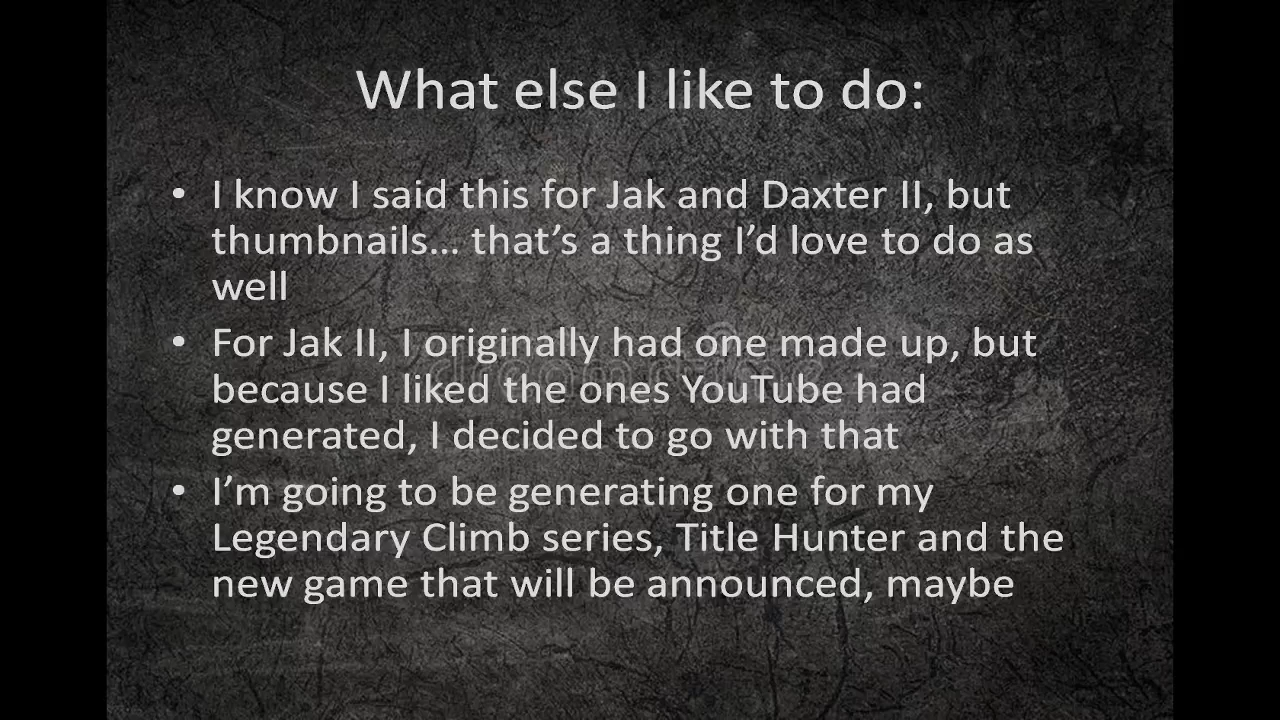 What else I like to do:
• I know I said this for Jak and Daxter II, but
thumbnails... that's a thing I'd love to do as
well
• For Jak II, I originally had one made up, but
because I liked the ones YouTube had
generated, I decided to go with that
• I'm going to be generating one for my
Legendary Climb series, Title Hunter and the
new game that will be announced, maybe